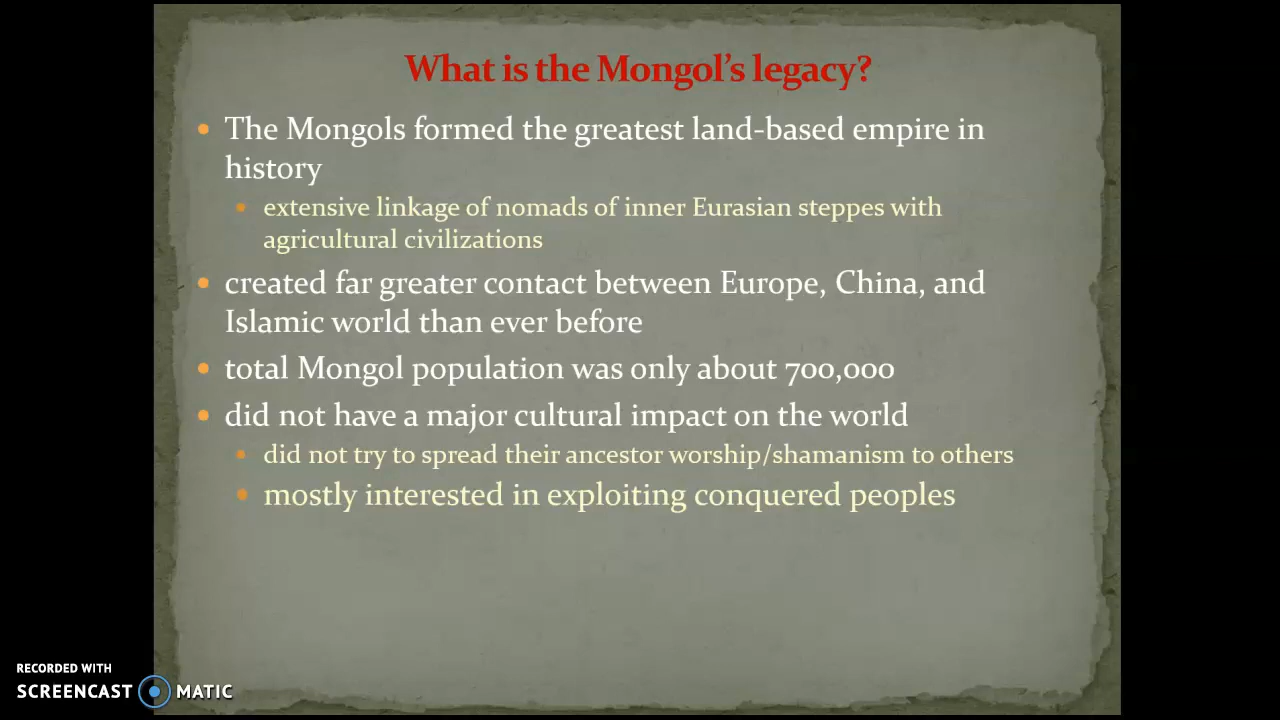 What is the Mongol's legacy?
• The Mongols formed the greatest land-based empire in
history
• extensive linkage of nomads of inner Eurasian steppes with
agricultural civilizations
• created far greater contact between Europe, China, and
Islamic world than ever before
• total Mongol population was only about 700,000
• did not have a major cultural impact on the world
• did not try to spread their ancestor worship/shamanism to others
• mostly interested in exploiting conquered peoples
RECORDED WITH
SCREENCAST MATIC